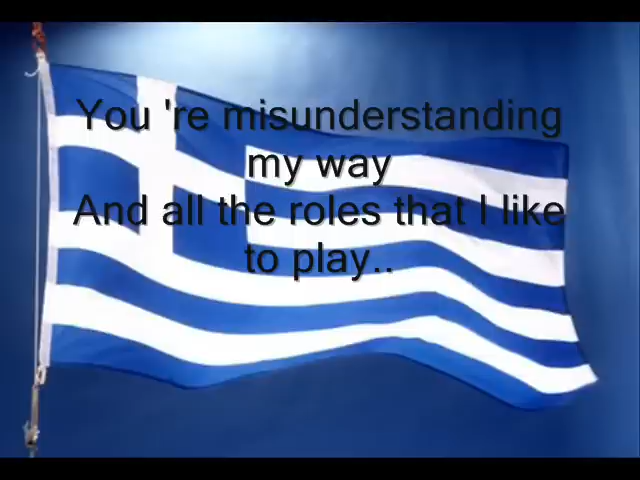 You 're misunderstanding
my way
And all the roles that I like
to play..